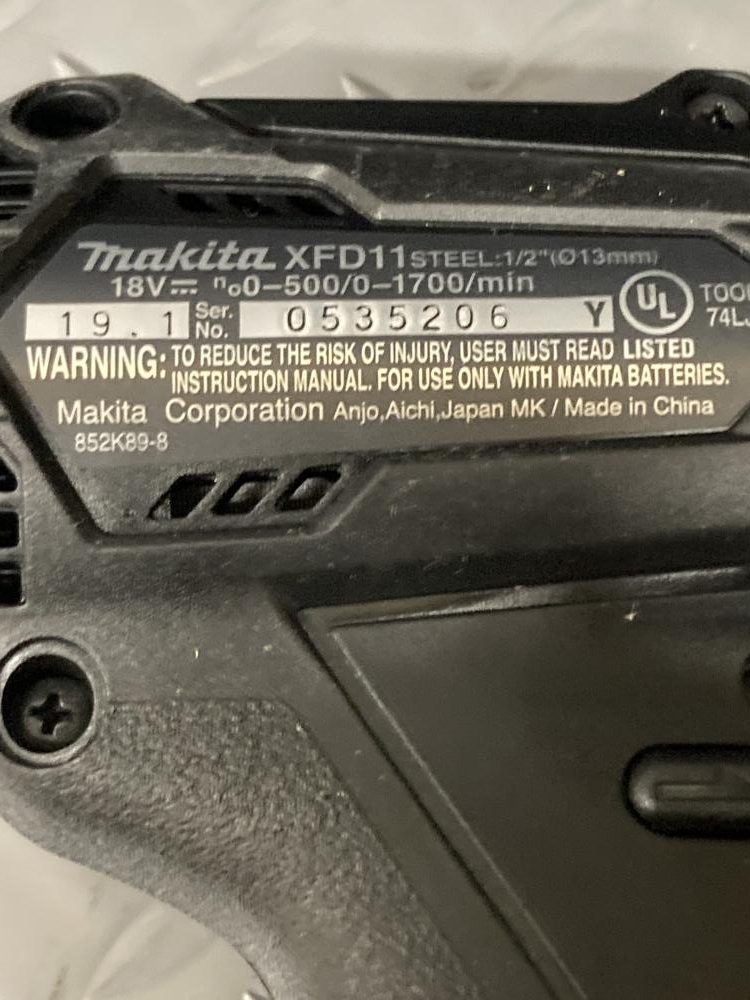 makita XFD11 STEEL:1/2"(Ø13mm)
18V⎓ n₀0–500/0–1700/min
19.1 Ser. No. 0535206 Y
UL
WARNING: TO REDUCE THE RISK OF INJURY, USER MUST READ LISTED
INSTRUCTION MANUAL. FOR USE ONLY WITH MAKITA BATTERIES.
Makita Corporation Anjo,Aichi,Japan MK / Made in China
852K89-8